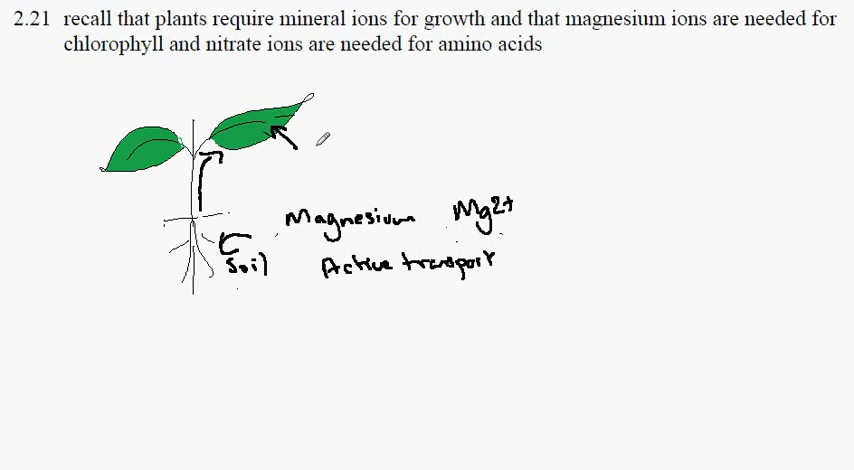 2.21 recall that plants require mineral ions for growth and that magnesium ions are needed for
chlorophyll and nitrate ions are needed for amino acids
Magnesium Mg2+
Soil Active transport